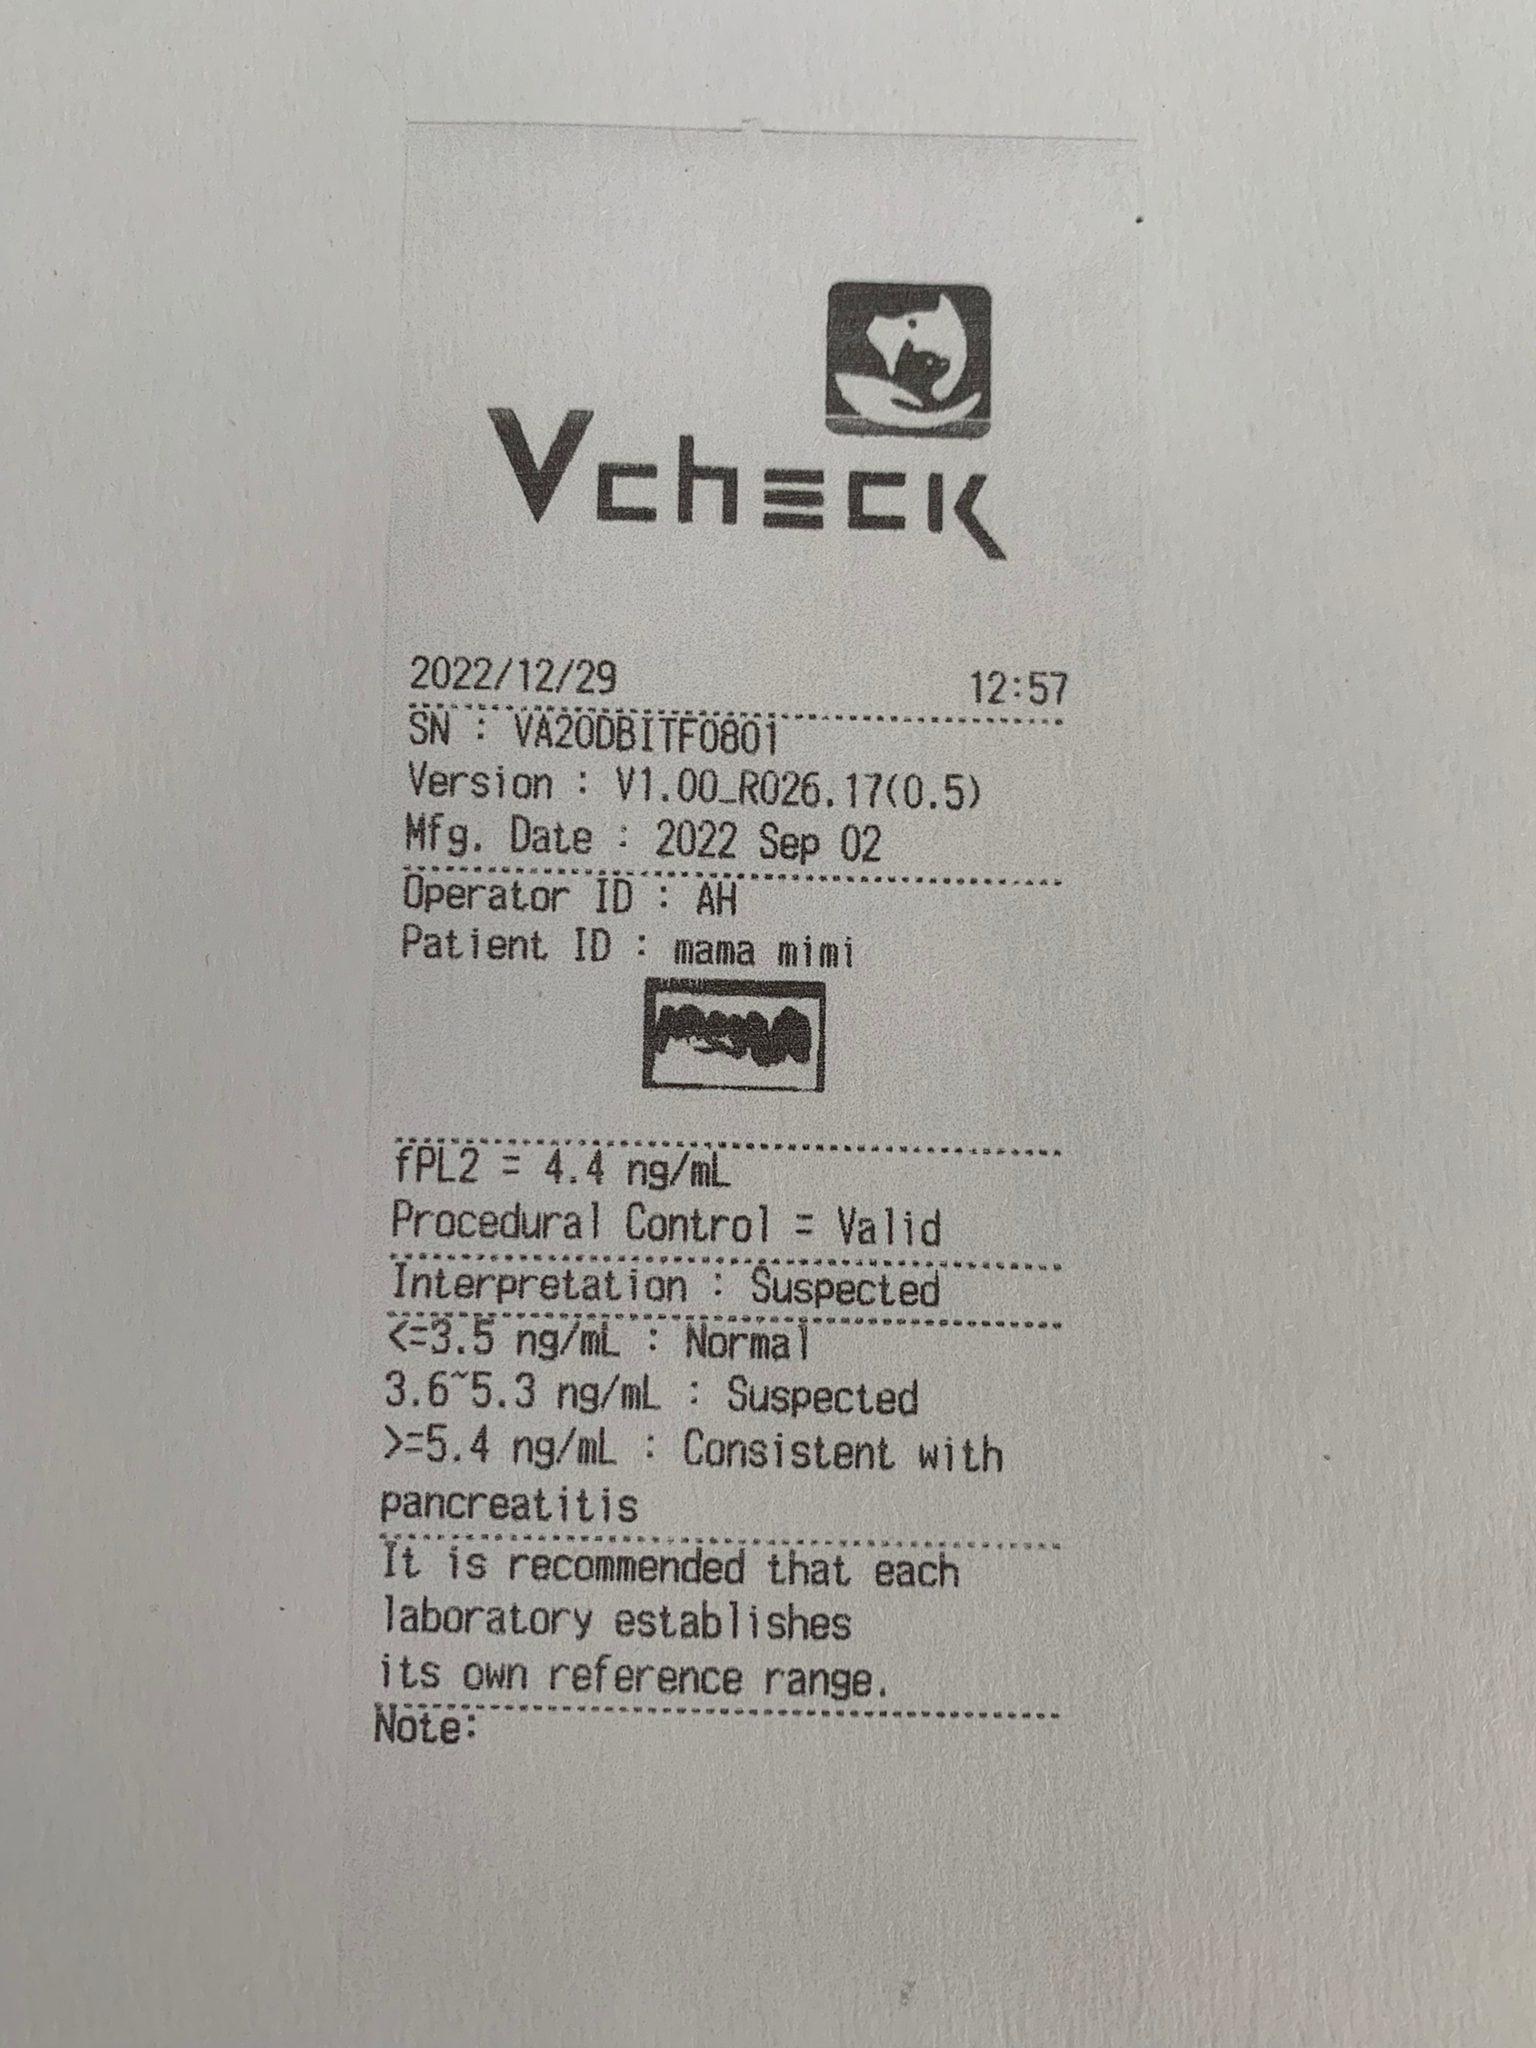 Vcheck
2022/12/29 12:57
SN : VA20DBITF0801
Version : V1.00_R026.17(0.5)
Mfg. Date : 2022 Sep 02
Operator ID : AH
Patient ID : mama mimi
fPL2 = 4.4 ng/mL
Procedural Control = Valid
Interpretation : Suspected
<=3.5 ng/mL : Normal
3.6~5.3 ng/mL : Suspected
>=5.4 ng/mL : Consistent with
pancreatitis
It is recommended that each
laboratory establishes
its own reference range.
Note: